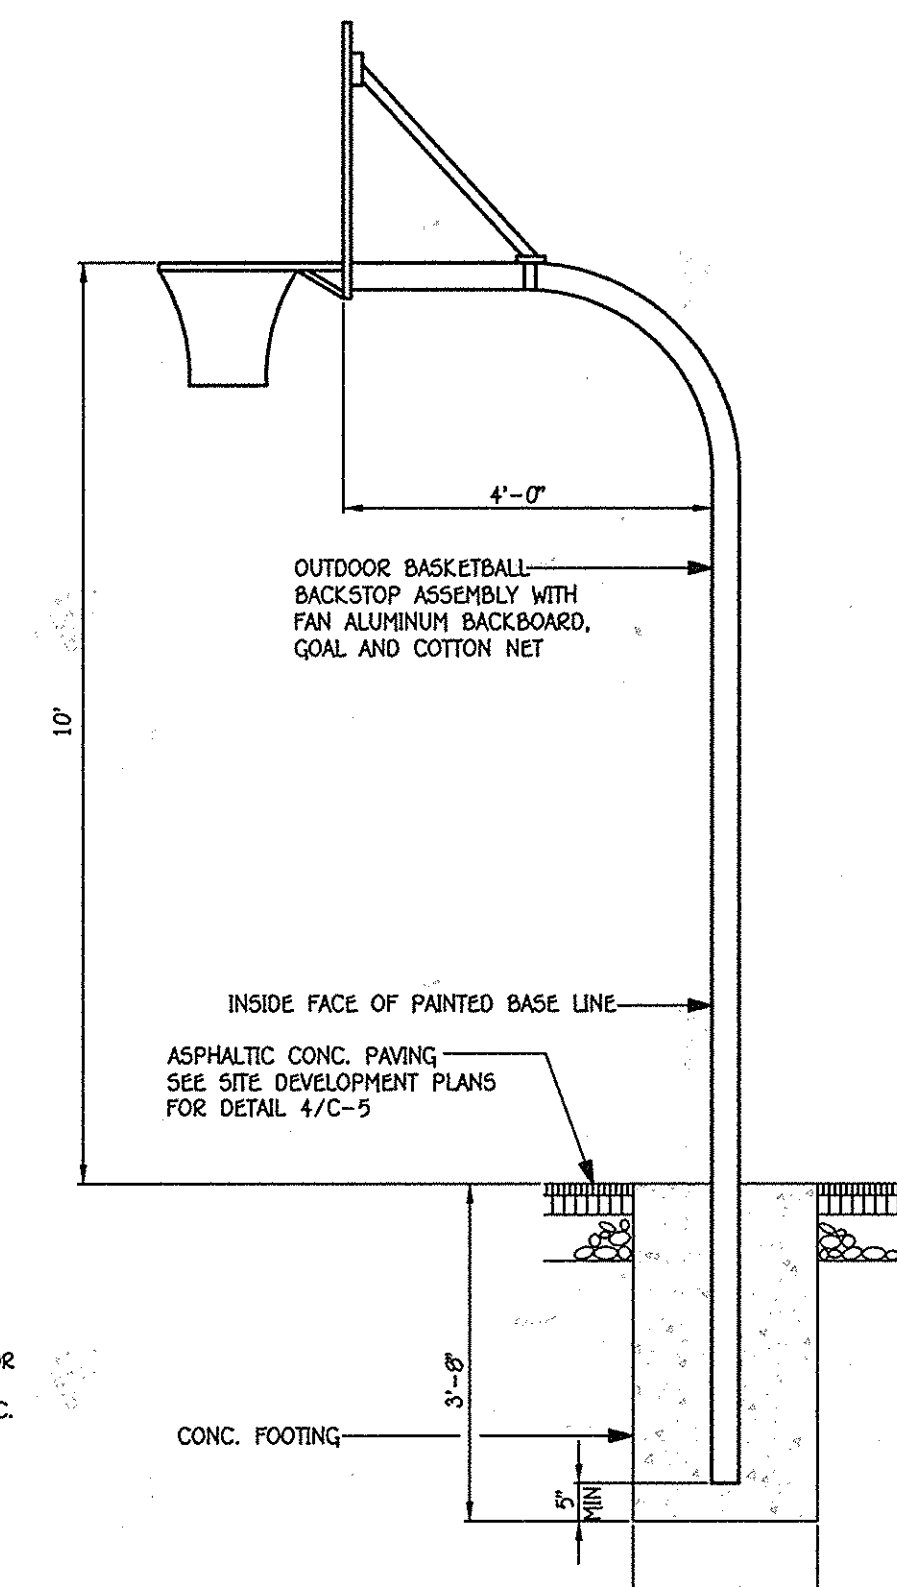 4'-0"
OUTDOOR BASKETBALL
BACKSTOP ASSEMBLY WITH
FAN ALUMINUM BACKBOARD,
GOAL AND COTTON NET
10'
INSIDE FACE OF PAINTED BASE LINE
ASPHALTIC CONC. PAVING
SEE SITE DEVELOPMENT PLANS
FOR DETAIL 4/C-5
3'-8"
CONC. FOOTING
5"
MIN